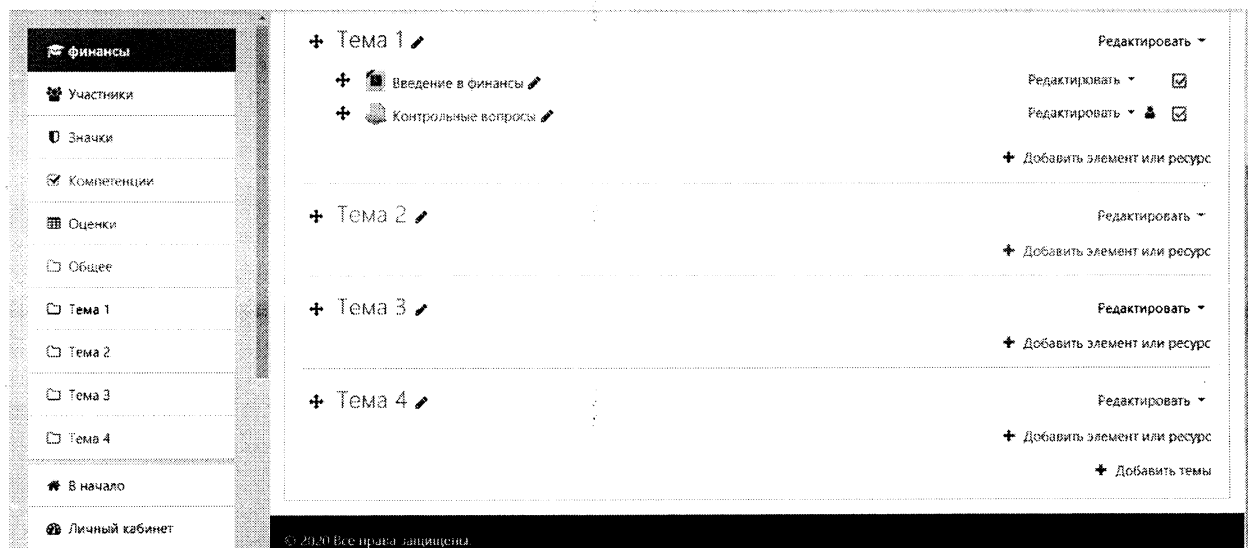 финансы
Участники
Значки
Компетенции
Оценки
Общее
Тема 1
Тема 2
Тема 3
Тема 4
В начало
Личный кабинет
Тема 1
Редактировать
Введение в финансы
Редактировать
Контрольные вопросы
Редактировать
Добавить элемент или ресурс
Тема 2
Редактировать
Добавить элемент или ресурс
Тема 3
Редактировать
Добавить элемент или ресурс
Тема 4
Редактировать
Добавить элемент или ресурс
Добавить темы
© 2020 Все права защищены.